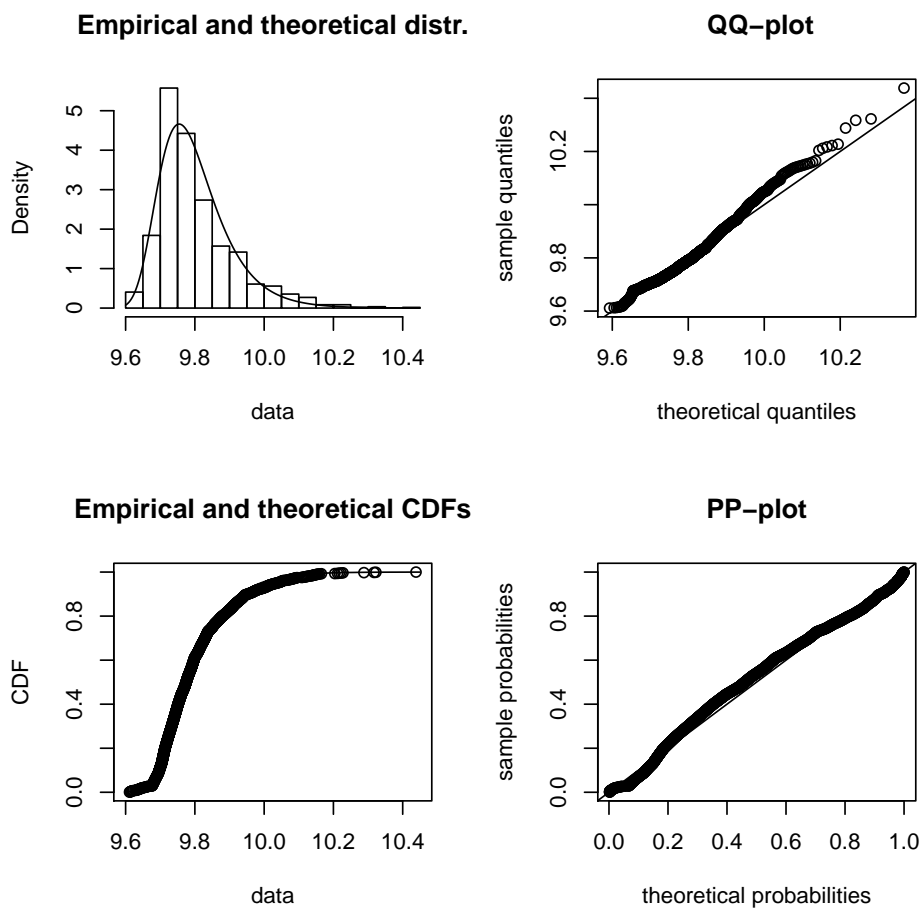 Empirical and theoretical distr.
Density
0 1 2 3 4 5
9.6 9.8 10.0 10.2 10.4
data
QQ−plot
sample quantiles
9.6 9.8 10.2
9.6 9.8 10.0 10.2
theoretical quantiles
Empirical and theoretical CDFs
CDF
0.0 0.4 0.8
9.6 9.8 10.0 10.2 10.4
data
PP−plot
sample probabilities
0.0 0.4 0.8
0.0 0.2 0.4 0.6 0.8 1.0
theoretical probabilities